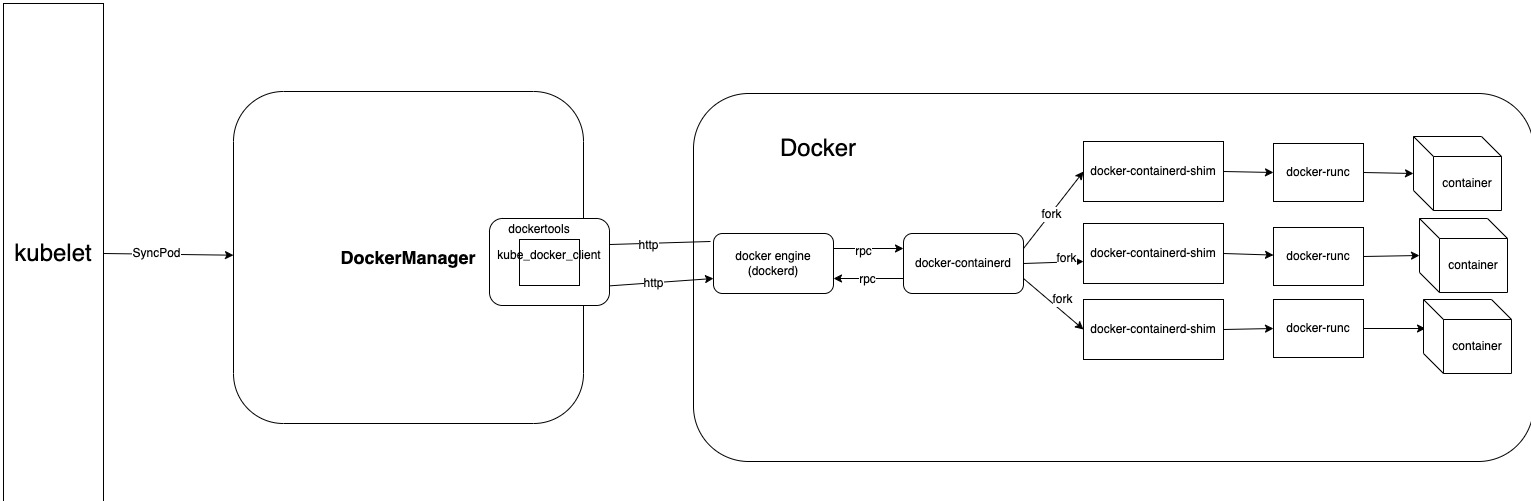 kubelet
SyncPod
DockerManager
dockertools
kube_docker_client
http
http
Docker
docker engine
(dockerd)
rpc
rpc
docker-containerd
fork
fork
fork
docker-containerd-shim
docker-runc
container
docker-containerd-shim
docker-runc
container
docker-containerd-shim
docker-runc
container